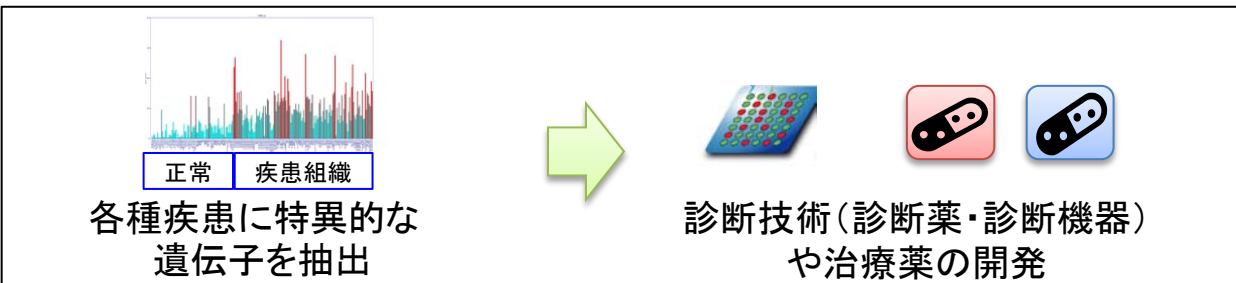 正常
疾患組織
各種疾患に特異的な
遺伝子を抽出
診断技術（診断薬・診断機器）
や治療薬の開発